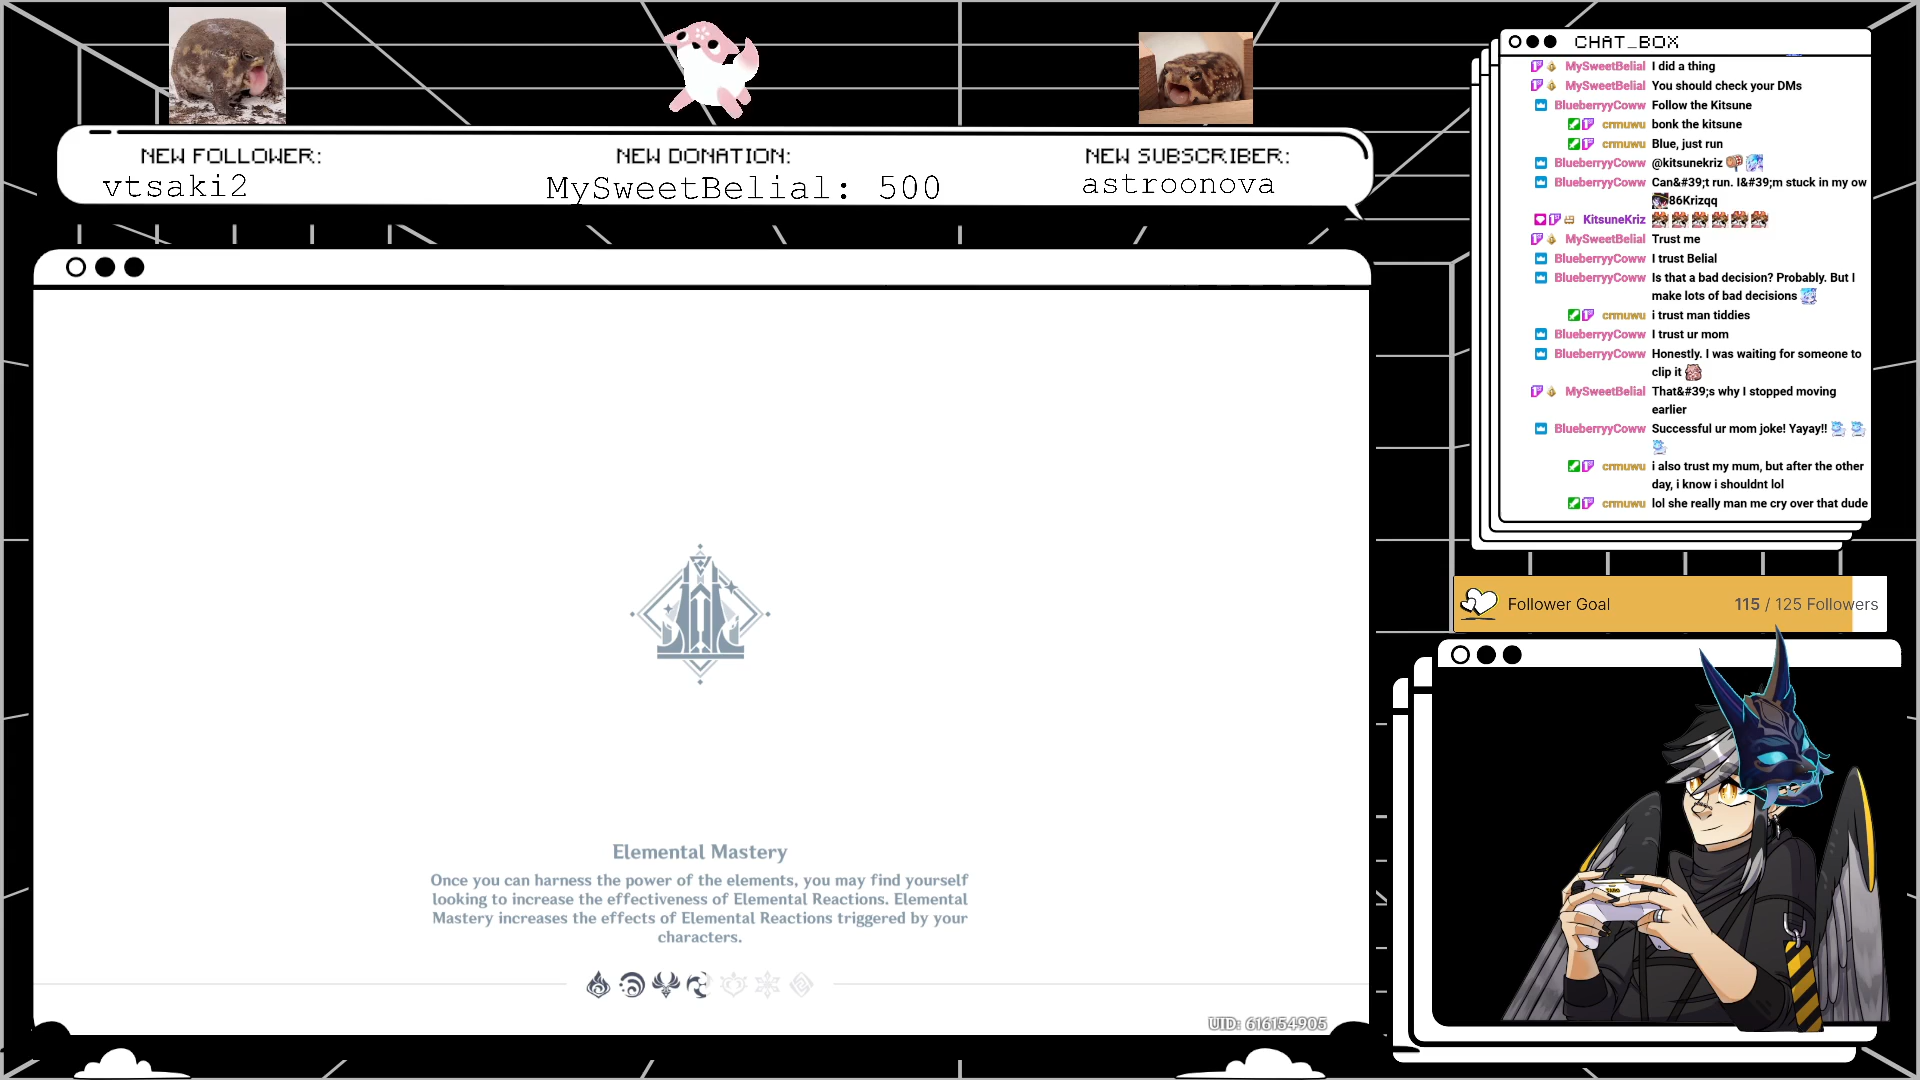 NEW FOLLOWER:
vtsaki2
NEW DONATION:
MySweetBelial: 500
NEW SUBSCRIBER:
astroonova
CHAT_BOX
MySweetBelial I did a thing
MySweetBelial You should check your DMs
BlueberryyCoww Follow the Kitsune
crmuwu bonk the kitsune
crmuwu Blue, just run
BlueberryyCoww @kitsunekriz
BlueberryyCoww Can&#39;t run. I&#39;m stuck in my ow
86Krizqq
KitsuneKriz
MySweetBelial Trust me
BlueberryyCoww I trust Belial
BlueberryyCoww Is that a bad decision? Probably. But I
make lots of bad decisions
crmuwu i trust man tiddies
BlueberryyCoww I trust ur mom
BlueberryyCoww Honestly. I was waiting for someone to
clip it
MySweetBelial That&#39;s why I stopped moving
earlier
BlueberryyCoww Successful ur mom joke! Yayay!!
crmuwu i also trust my mum, but after the other
day, i know i shouldnt lol
crmuwu lol she really man me cry over that dude
Follower Goal 115 / 125 Followers
Elemental Mastery
Once you can harness the power of the elements, you may find yourself
looking to increase the effectiveness of Elemental Reactions. Elemental
Mastery increases the effects of Elemental Reactions triggered by your
characters.
UID: 616154905